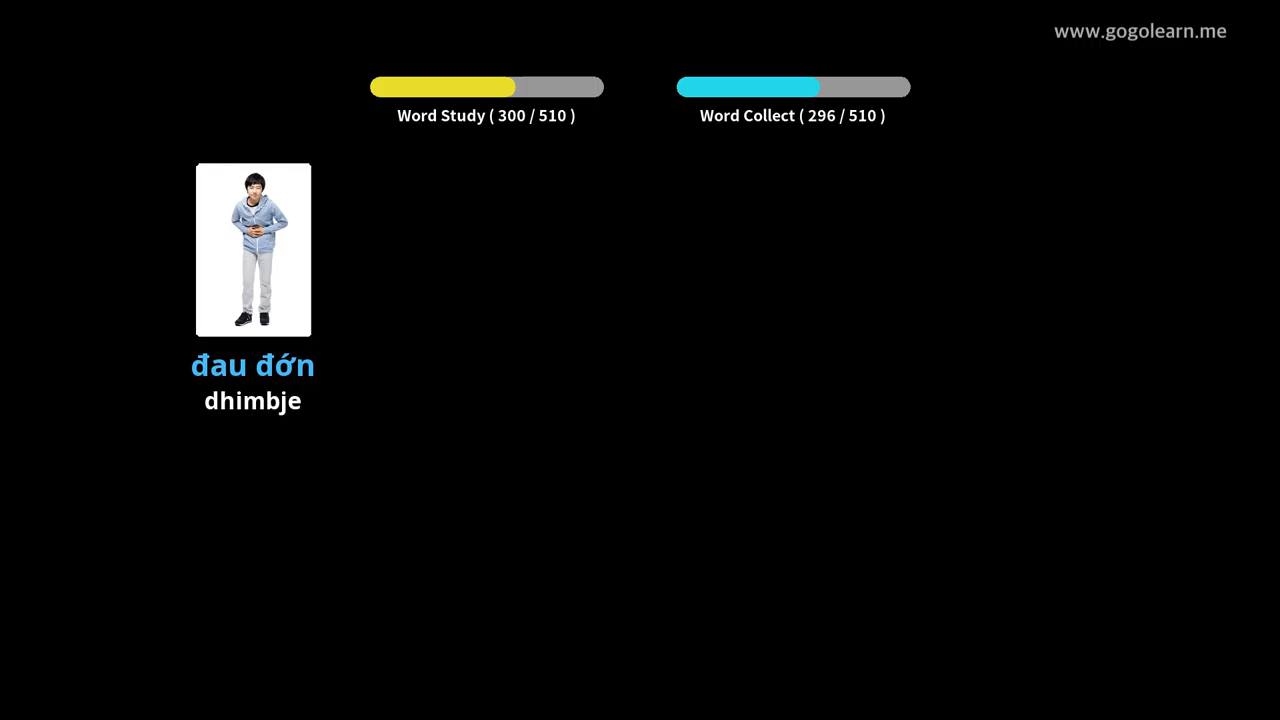 www.gogolearn.me
Word Study ( 300 / 510 )
Word Collect ( 296 / 510 )
đau đớn
dhimbje